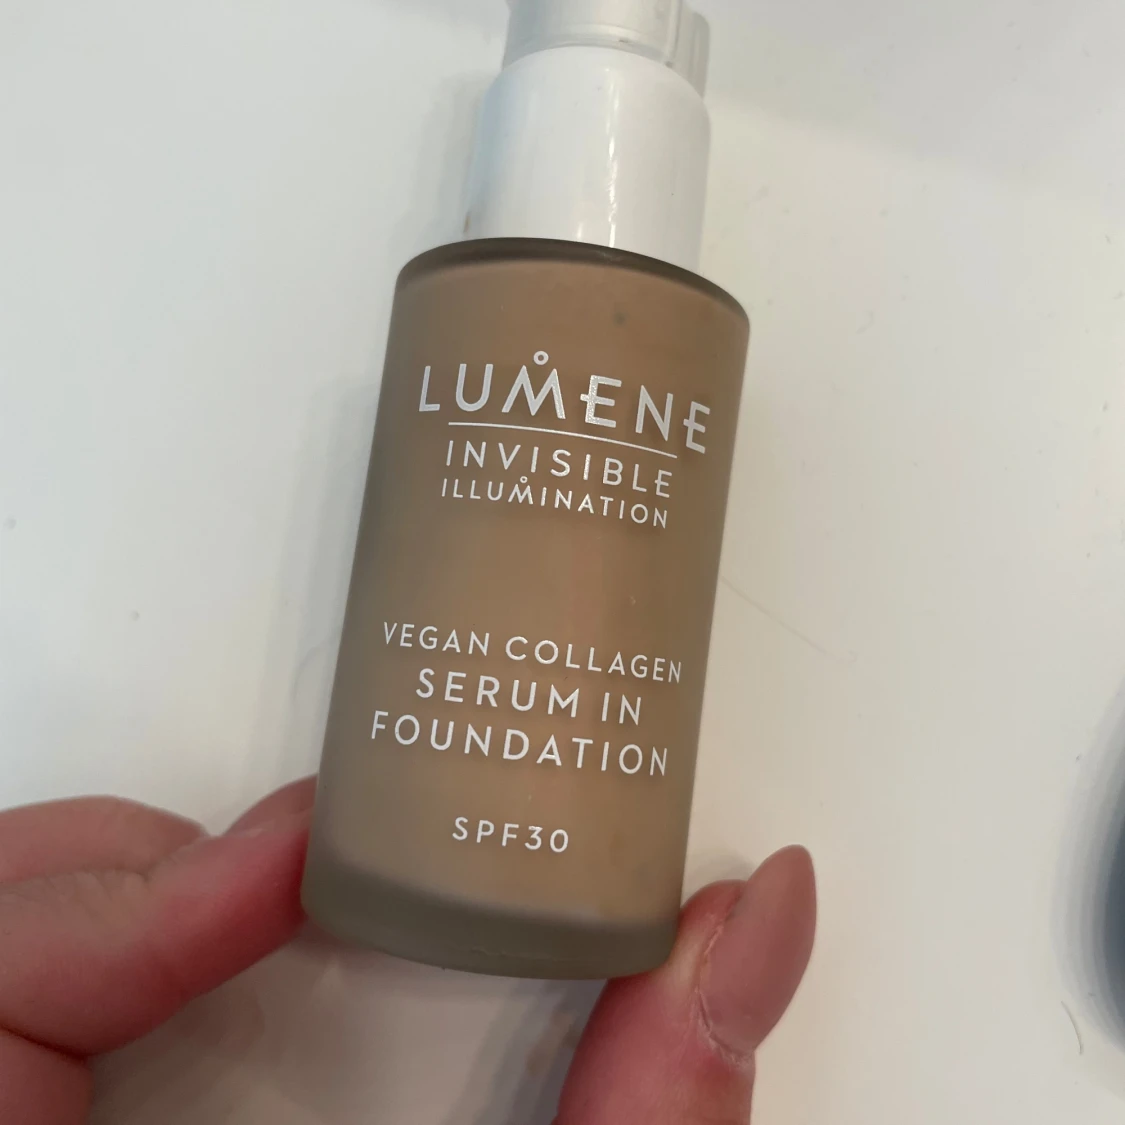 LUMENE
INVISIBLE
ILLUMINATION
VEGAN COLLAGEN
SERUM IN
FOUNDATION
SPF30